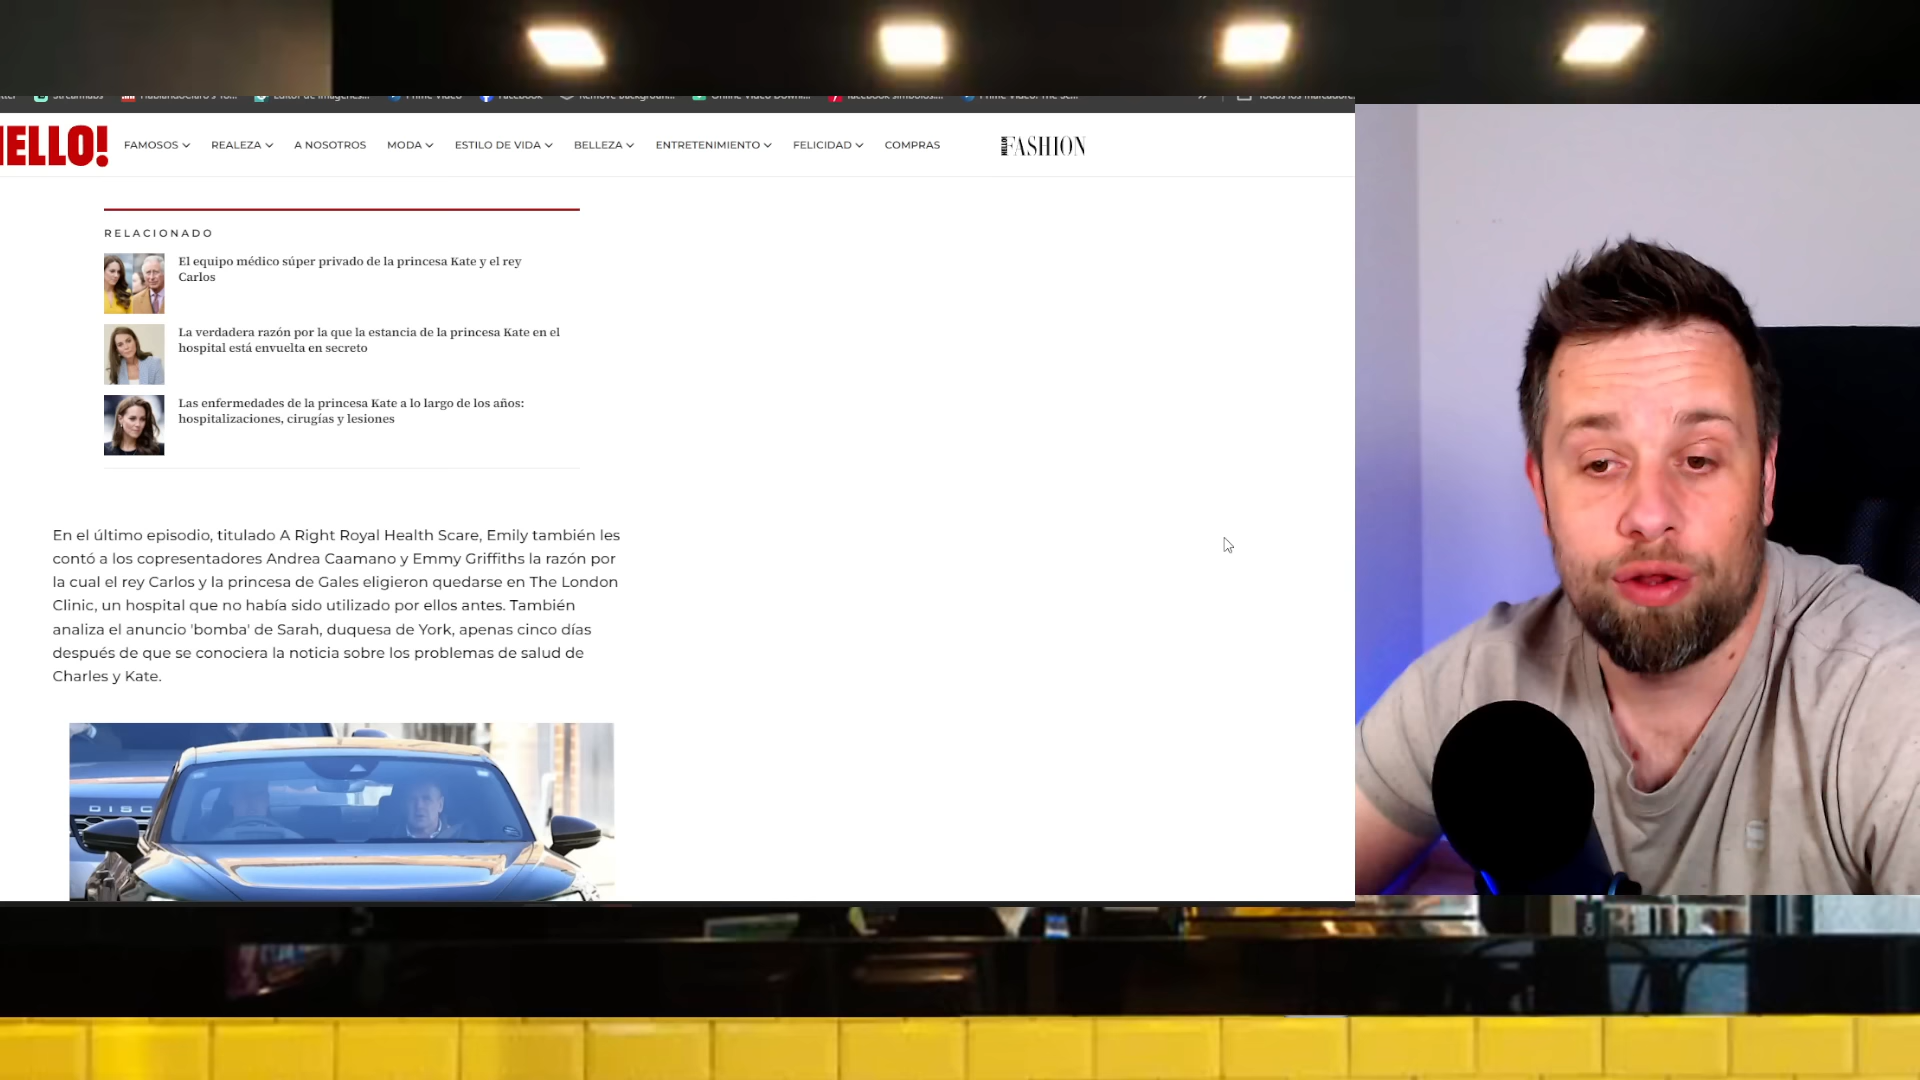 Facebook
ELLO!
FAMOSOS
REALEZA
A NOSOTROS
MODA
ESTILO DE VIDA
BELLEZA
ENTRETENIMIENTO
FELICIDAD
COMPRAS
HELLO! FASHION
RELACIONADO
El equipo médico súper privado de la princesa Kate y el rey
Carlos
La verdadera razón por la que la estancia de la princesa Kate en el
hospital está envuelta en secreto
Las enfermedades de la princesa Kate a lo largo de los años:
hospitalizaciones, cirugías y lesiones
En el último episodio, titulado A Right Royal Health Scare, Emily también les
contó a los copresentadores Andrea Caamano y Emmy Griffiths la razón por
la cual el rey Carlos y la princesa de Gales eligieron quedarse en The London
Clinic, un hospital que no había sido utilizado por ellos antes. También
analiza el anuncio 'bomba' de Sarah, duquesa de York, apenas cinco días
después de que se conociera la noticia sobre los problemas de salud de
Charles y Kate.
DISC